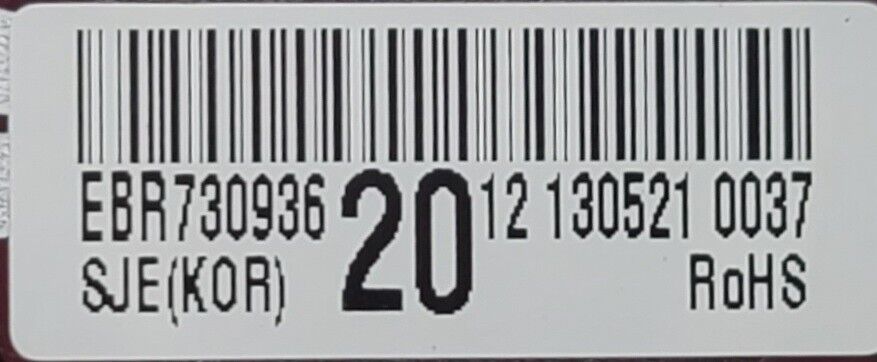 EBR730936 20 12 130521 0037
SJE(KOR) RoHS